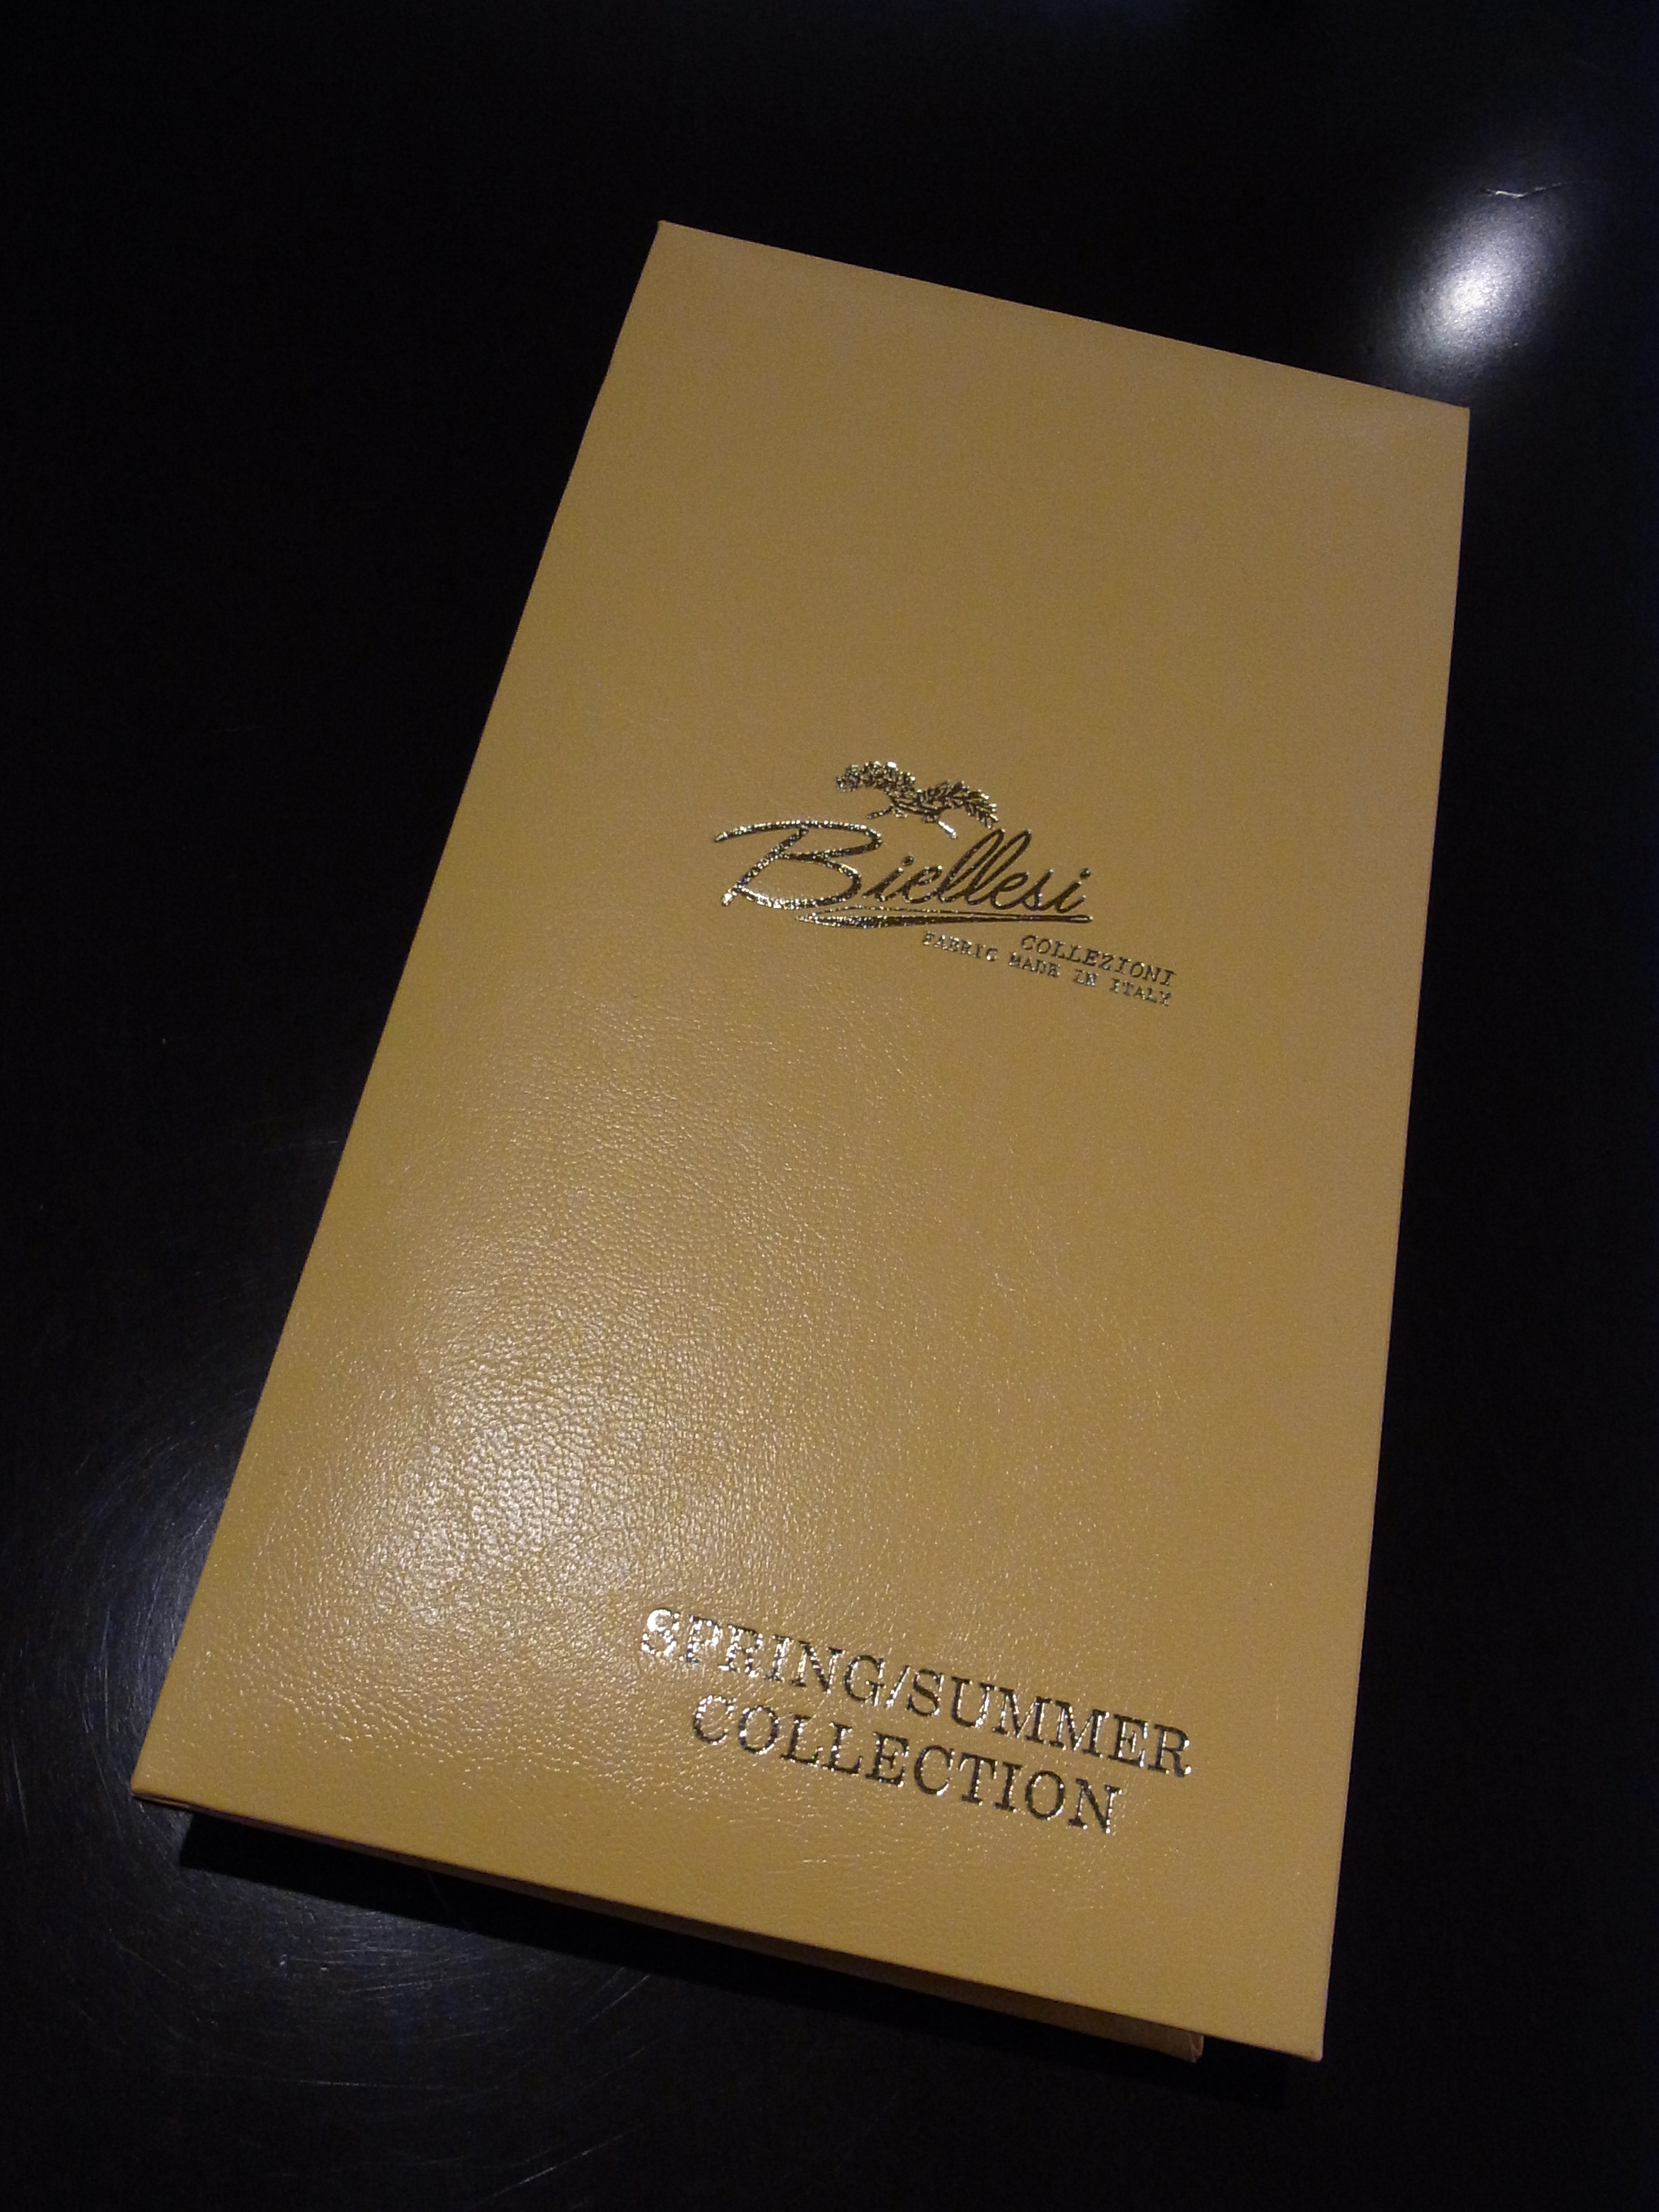 Biellesi
COLLEZIONI
FABRIC MADE IN ITALY
SPRING/SUMMER
COLLECTION